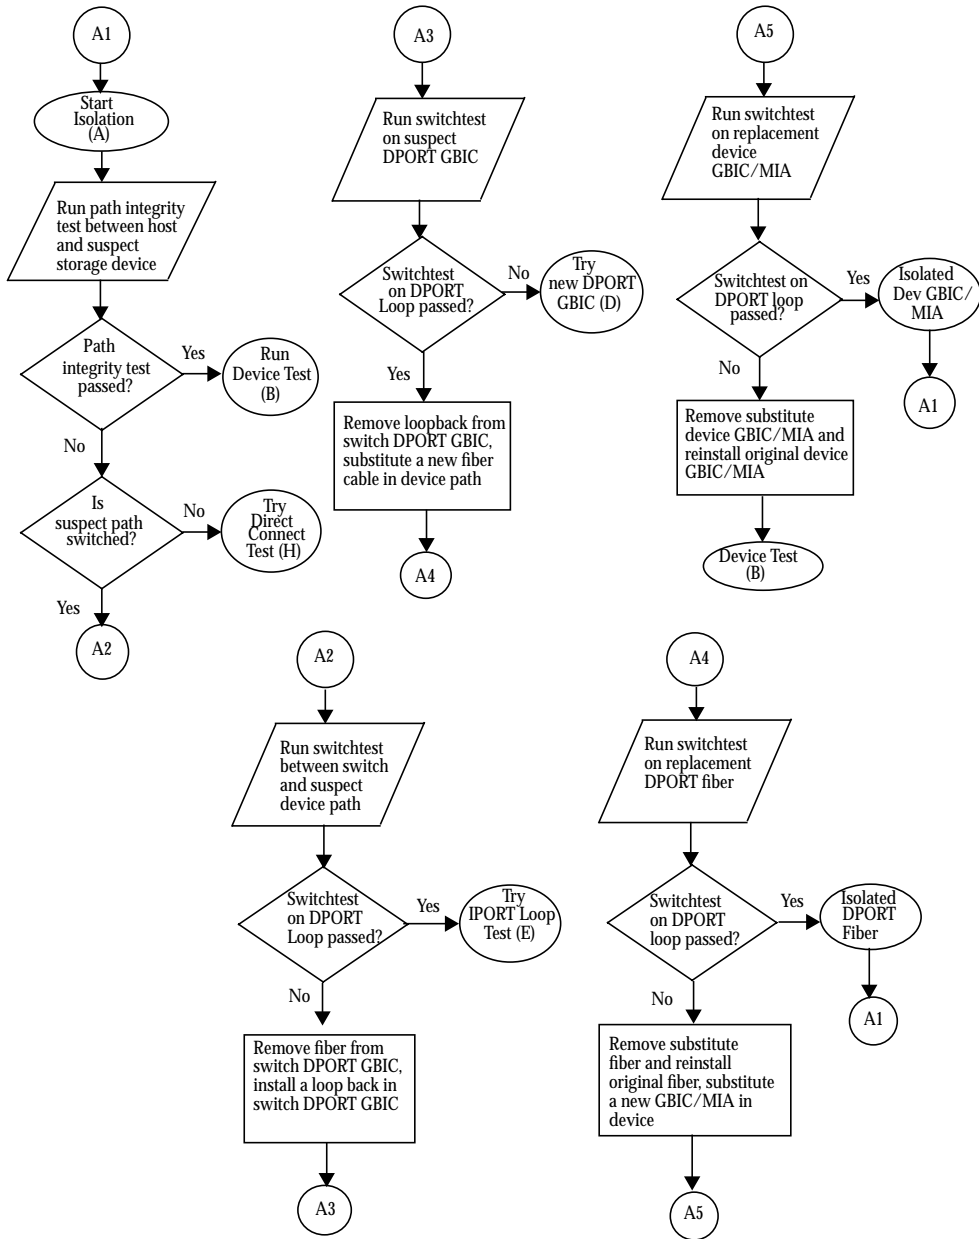 A1
Start
Isolation
(A)
Run path integrity
test between host
and suspect
storage device
Path
integrity test
passed?
Yes
Run
Device Test
(B)
No
Is
suspect path
switched?
No
Try
Direct
Connect
Test (H)
Yes
A2
A3
Run switchtest
on suspect
DPORT GBIC
Switchtest
on DPORT
Loop passed?
No
Try
new DPORT
GBIC (D)
Yes
Remove loopback from
switch DPORT GBIC,
substitute a new fiber
cable in device path
A4
A5
Run switchtest
on replacement
device
GBIC/MIA
Switchtest on
DPORT loop
passed?
Yes
Isolated
Dev GBIC/
MIA
A1
No
Remove substitute
device GBIC/MIA and
reinstall original device
GBIC/MIA
Device Test
(B)
A2
Run switchtest
between switch
and suspect
device path
Switchtest
on DPORT
Loop passed?
Yes
Try
IPORT Loop
Test (E)
No
Remove fiber from
switch DPORT GBIC,
install a loop back in
switch DPORT GBIC
A3
A4
Run switchtest
on replacement
DPORT fiber
Switchtest
on DPORT
loop passed?
Yes
Isolated
DPORT
Fiber
A1
No
Remove substitute
fiber and reinstall
original fiber, substitute
a new GBIC/MIA in
device
A5